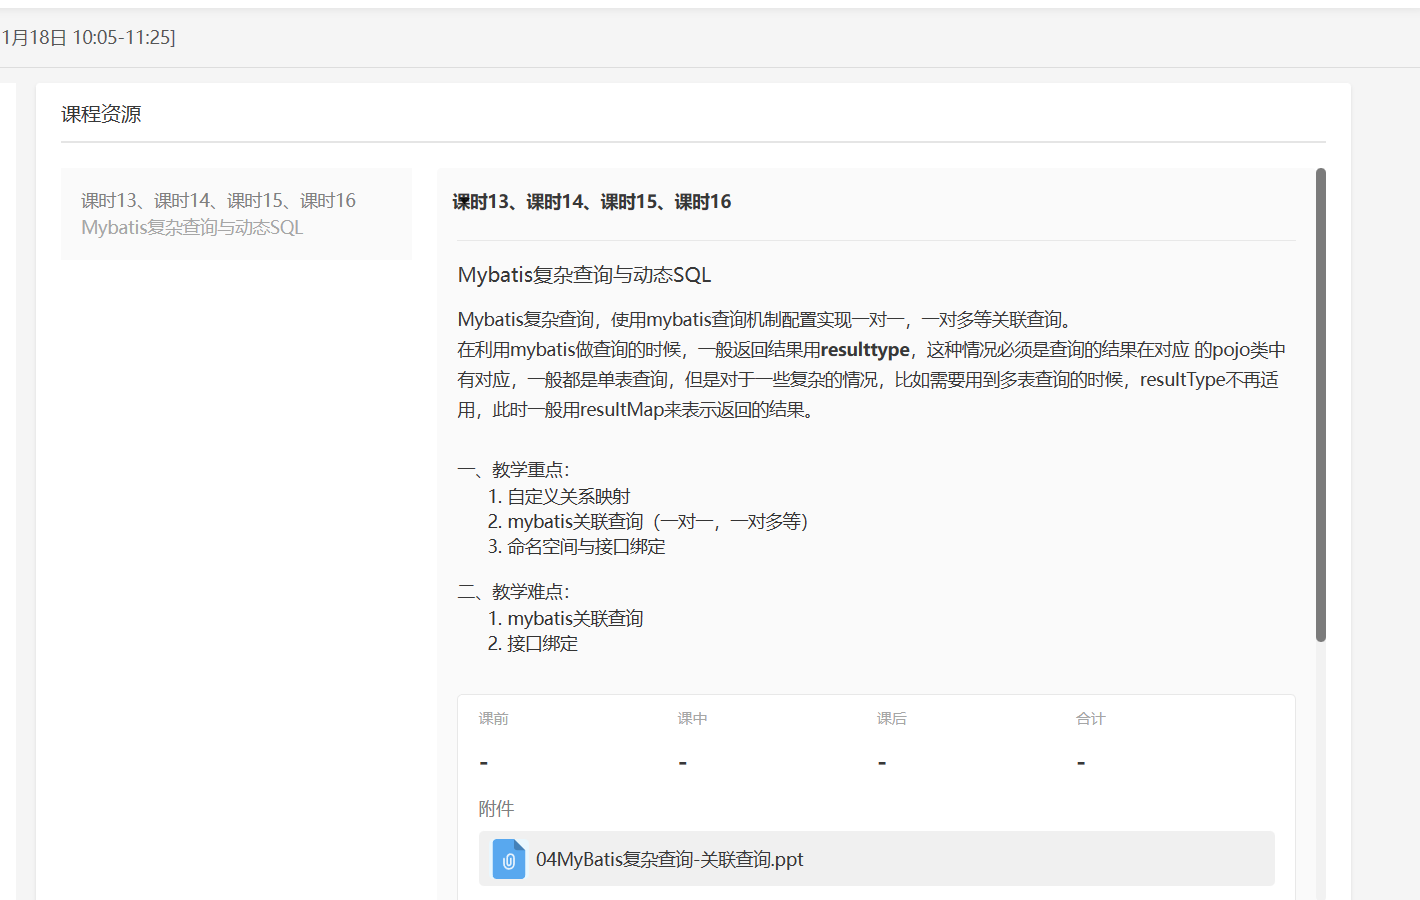 1月18日 10:05-11:25]
课程资源
课时13、课时14、课时15、课时16
Mybatis复杂查询与动态SQL
课时13、课时14、课时15、课时16
Mybatis复杂查询与动态SQL
Mybatis复杂查询，使用mybatis查询机制配置实现一对一，一对多等关联查询。
在利用mybatis做查询的时候，一般返回结果用resulttype，这种情况必须是查询的结果在对应 的pojo类中
有对应，一般都是单表查询，但是对于一些复杂的情况，比如需要用到多表查询的时候，resultType不再适
用，此时一般用resultMap来表示返回的结果。
一、教学重点：
1. 自定义关系映射
2. mybatis关联查询（一对一，一对多等）
3. 命名空间与接口绑定
二、教学难点：
1. mybatis关联查询
2. 接口绑定
课前 课中 课后 合计
- - - -
附件
04MyBatis复杂查询-关联查询.ppt